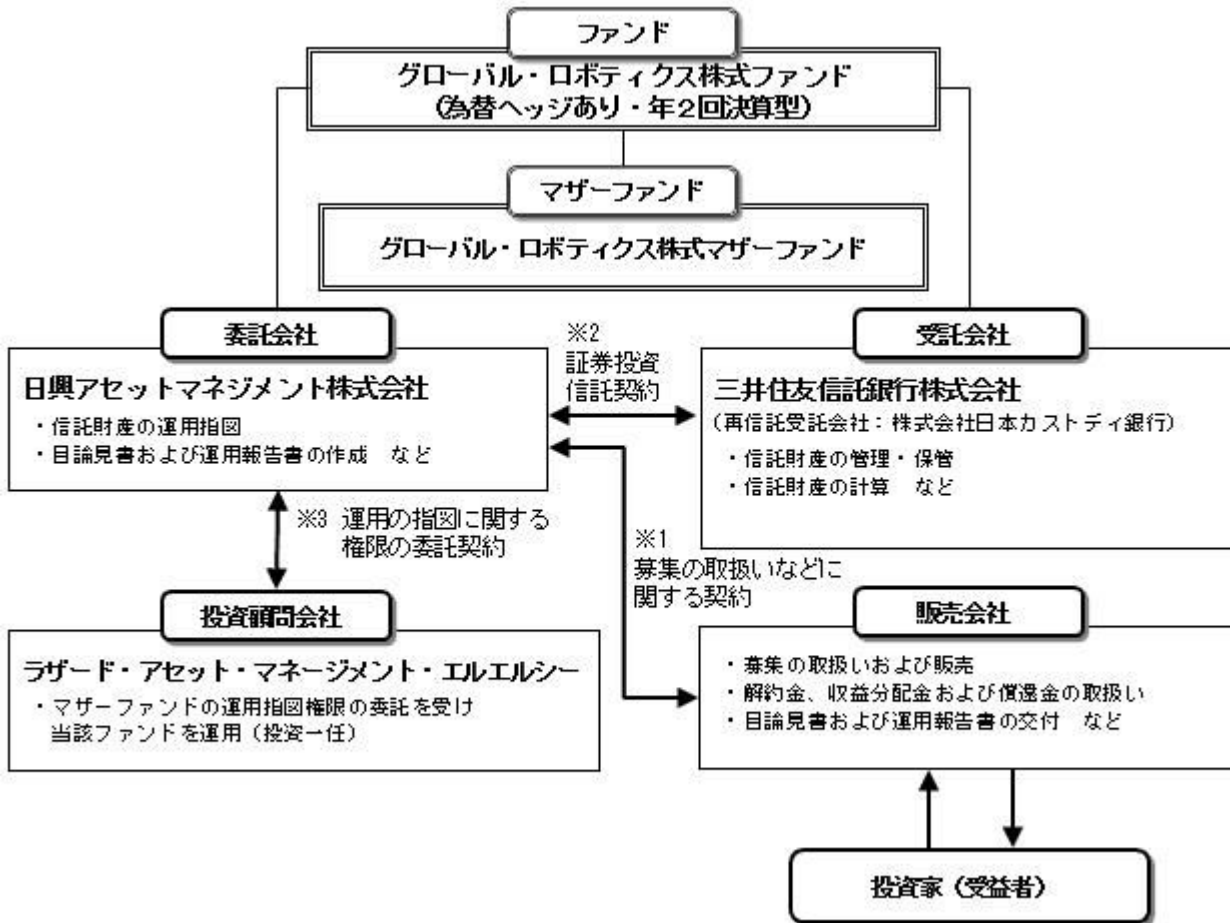 ファンド
グローバル・ロボティクス株式ファンド
(為替ヘッジあり・年2回決算型)
マザーファンド
グローバル・ロボティクス株式マザーファンド
委託会社
日興アセットマネジメント株式会社
・信託財産の運用指図
・目論見書および運用報告書の作成　など
※2
証券投資
信託契約
受託会社
三井住友信託銀行株式会社
(再信託受託会社：株式会社日本カストディ銀行)
・信託財産の管理・保管
・信託財産の計算　など
※3 運用の指図に関する
権限の委託契約
※1
募集の取扱いなどに
関する契約
投資顧問会社
ラザード・アセット・マネージメント・エルエルシー
・マザーファンドの運用指図権限の委託を受け
当該ファンドを運用（投資一任）
販売会社
・募集の取扱いおよび販売
・解約金、収益分配金および償還金の取扱い
・目論見書および運用報告書の交付　など
投資家（受益者）